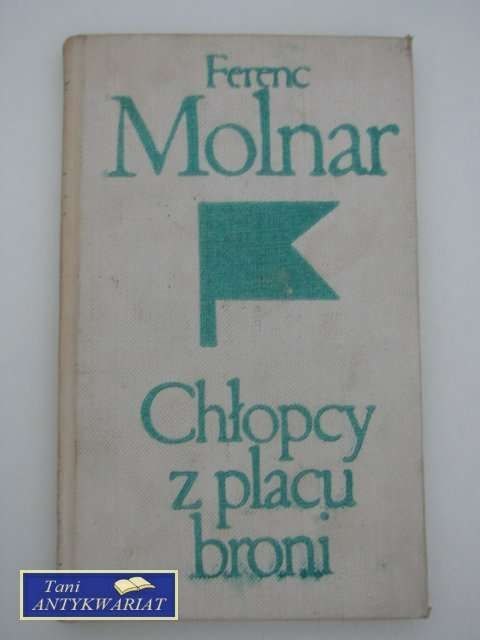 Ferenc
Molnar
Chłopcy
z placu
broni
Tani
ANTYKWARIAT